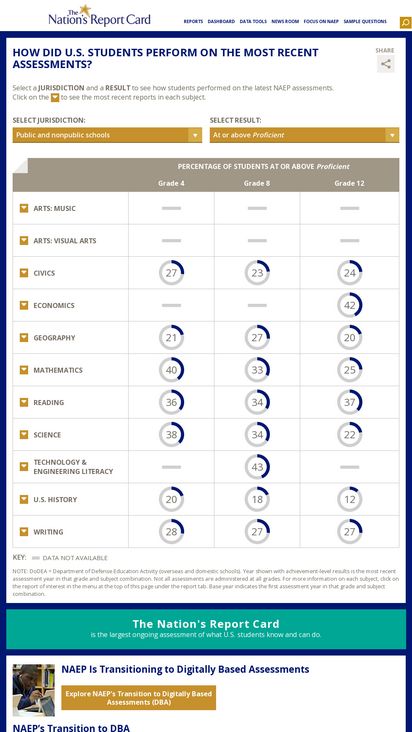 The
Nation's Report Card
REPORTS DASHBOARD DATA TOOLS NEWS ROOM FOCUS ON NAEP SAMPLE QUESTIONS
HOW DID U.S. STUDENTS PERFORM ON THE MOST RECENT
ASSESSMENTS?
SHARE
Select a JURISDICTION and a RESULT to see how students performed on the latest NAEP assessments.
Click on the to see the most recent reports in each subject.
SELECT JURISDICTION: SELECT RESULT:
Public and nonpublic schools At or above Proficient
PERCENTAGE OF STUDENTS AT OR ABOVE Proficient
Grade 4 Grade 8 Grade 12
ARTS: MUSIC
ARTS: VISUAL ARTS
CIVICS 27 23 24
ECONOMICS 42
GEOGRAPHY 21 27 20
MATHEMATICS 40 33 25
READING 36 34 37
SCIENCE 38 34 22
TECHNOLOGY &
ENGINEERING LITERACY 43
U.S. HISTORY 20 18 12
WRITING 28 27 27
KEY: DATA NOT AVAILABLE
NOTE: DoDEA = Department of Defense Education Activity (overseas and domestic schools). Year shown with achievement-level results is the most recent
assessment year in that grade and subject combination. Not all assessments are administered at all grades. For more information on each subject, click on
the report of interest in the menu at the top of this page under the report tab. Base year indicates the first assessment year in that grade and subject
combination.
The Nation's Report Card
is the largest ongoing assessment of what U.S. students know and can do.
NAEP Is Transitioning to Digitally Based Assessments
Explore NAEP's Transition to Digitally Based
Assessments (DBA)
NAEP's Transition to DBA